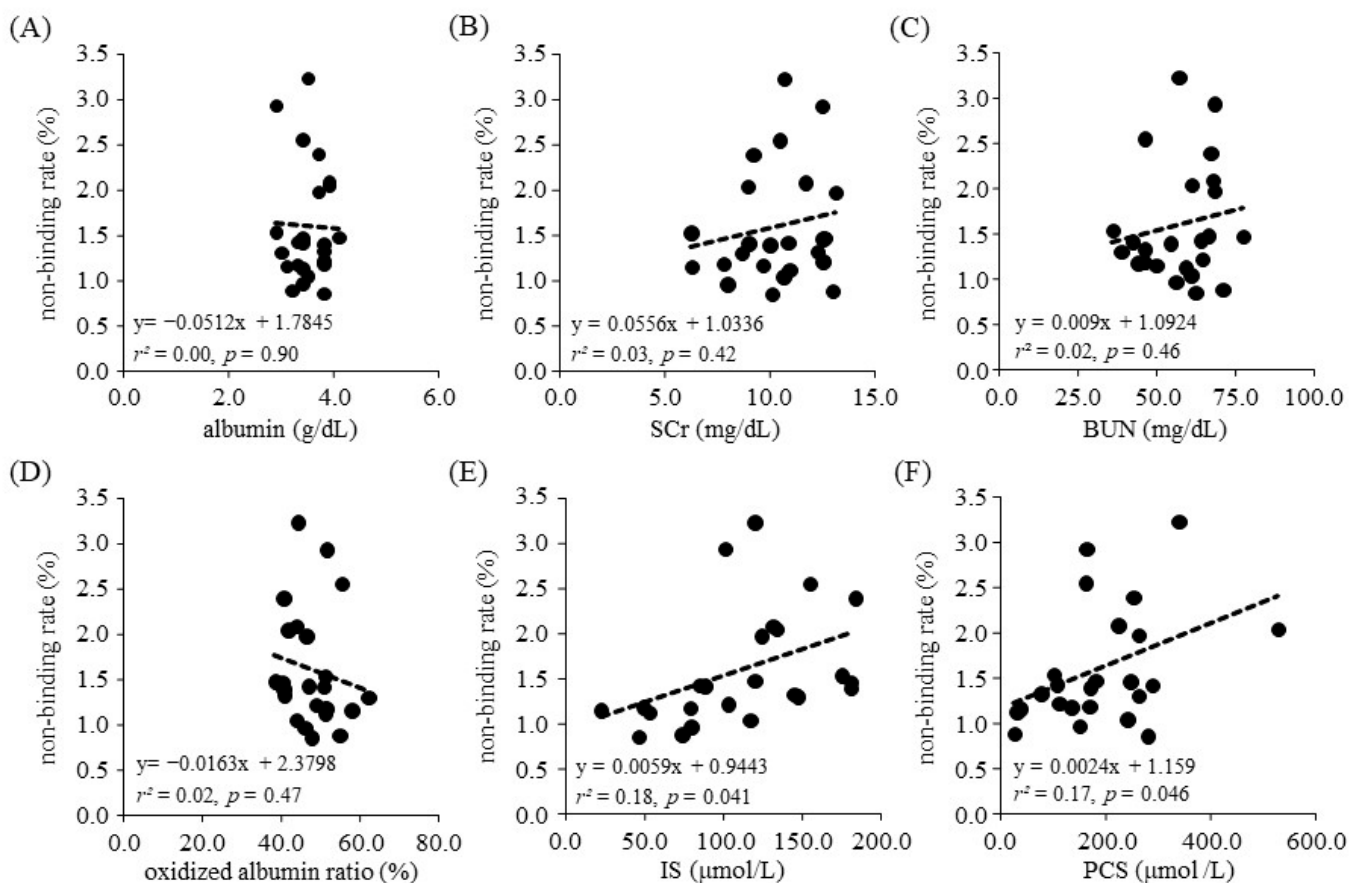 (A)
non-binding rate (%)
3.5
3.0
2.5
2.0
1.5
1.0
0.5
0.0
y= −0.0512x + 1.7845
r² = 0.00, p = 0.90
0.0 2.0 4.0 6.0
albumin (g/dL)
(B)
non-binding rate (%)
3.5
3.0
2.5
2.0
1.5
1.0
0.5
0.0
y = 0.0556x + 1.0336
r² = 0.03, p = 0.42
0.0 5.0 10.0 15.0
SCr (mg/dL)
(C)
non-binding rate (%)
3.5
3.0
2.5
2.0
1.5
1.0
0.5
0.0
y = 0.009x + 1.0924
r² = 0.02, p = 0.46
0.0 25.0 50.0 75.0 100.0
BUN (mg/dL)
(D)
non-binding rate (%)
3.5
3.0
2.5
2.0
1.5
1.0
0.5
0.0
y= −0.0163x + 2.3798
r² = 0.02, p = 0.47
0.0 20.0 40.0 60.0 80.0
oxidized albumin ratio (%)
(E)
non-binding rate (%)
3.5
3.0
2.5
2.0
1.5
1.0
0.5
0.0
y = 0.0059x + 0.9443
r² = 0.18, p = 0.041
0.0 50.0 100.0 150.0 200.0
IS (μmol/L)
(F)
non-binding rate (%)
3.5
3.0
2.5
2.0
1.5
1.0
0.5
0.0
y = 0.0024x + 1.159
r² = 0.17, p = 0.046
0.0 200.0 400.0 600.0
PCS (μmol /L)